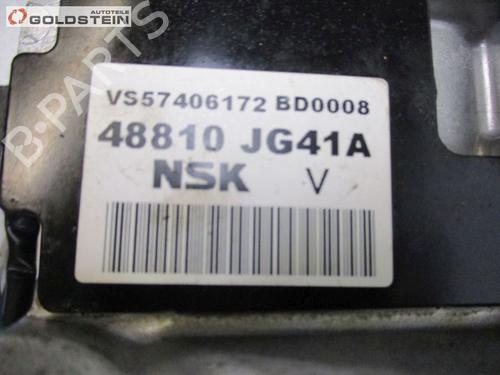 Autoteile
GOLDSTEIN
B-PARTS
VS57406172 BD0008
48810 JG41A
NSK V